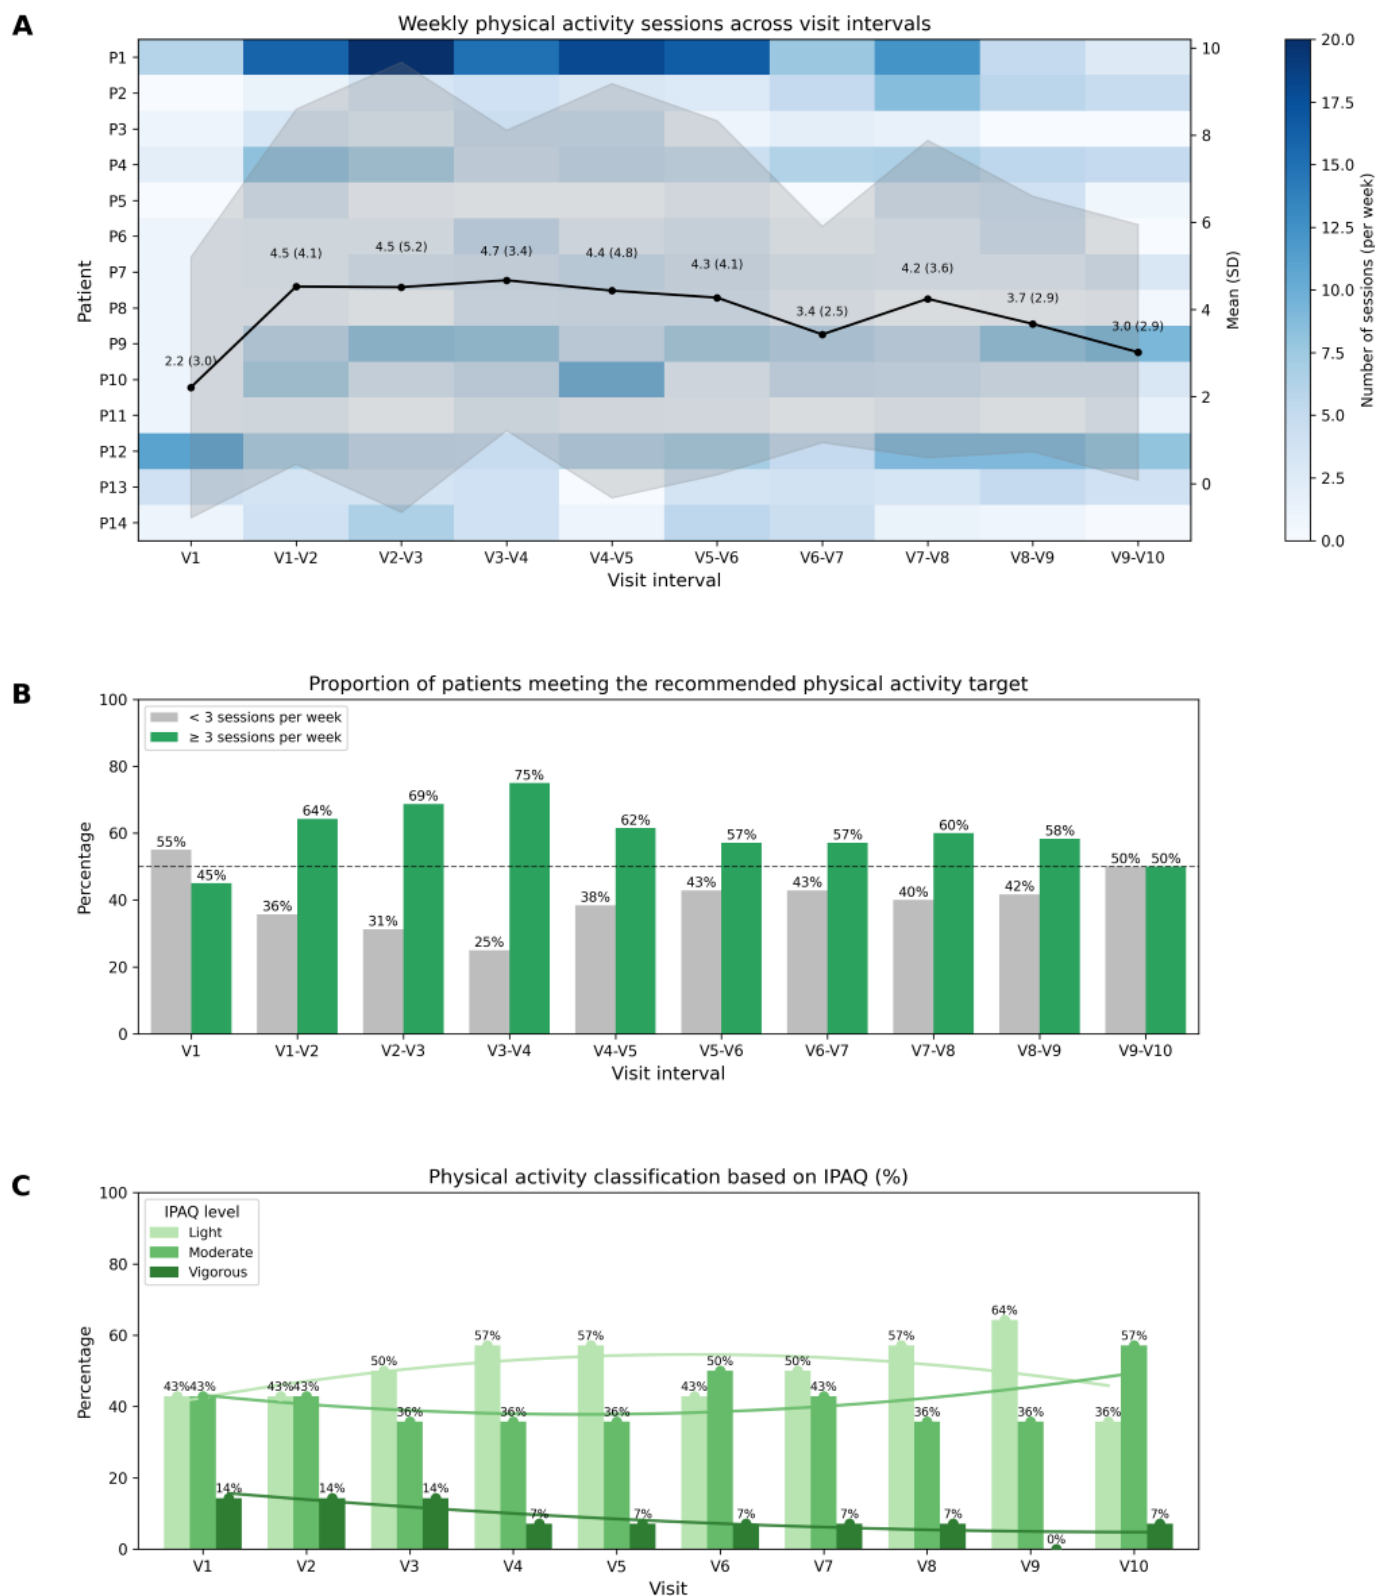 A
Weekly physical activity sessions across visit intervals
Patient
P1
P2
P3
P4
P5
P6
P7
P8
P9
P10
P11
P12
P13
P14
2.2 (3.0)
4.5 (4.1)
4.5 (5.2)
4.7 (3.4)
4.4 (4.8)
4.3 (4.1)
3.4 (2.5)
4.2 (3.6)
3.7 (2.9)
3.0 (2.9)
10
8
6
4
2
0
Mean (SD)
20.0
17.5
15.0
12.5
10.0
7.5
5.0
2.5
0.0
Number of sessions (per week)
V1 V1-V2 V2-V3 V3-V4 V4-V5 V5-V6 V6-V7 V7-V8 V8-V9 V9-V10
Visit interval
B
Proportion of patients meeting the recommended physical activity target
< 3 sessions per week
≥ 3 sessions per week
Percentage
100
80
60
40
20
0
55% 45% 36% 64% 31% 69% 25% 75% 38% 62% 43% 57% 43% 57% 40% 60% 42% 58% 50% 50%
V1 V1-V2 V2-V3 V3-V4 V4-V5 V5-V6 V6-V7 V7-V8 V8-V9 V9-V10
Visit interval
C
Physical activity classification based on IPAQ (%)
IPAQ level
Light
Moderate
Vigorous
Percentage
100
80
60
40
20
0
43% 43% 14% 43% 43% 14% 50% 36% 14% 57% 36% 7% 57% 36% 7% 43% 50% 7% 50% 43% 7% 57% 36% 7% 64% 36% 0% 36% 57% 7%
V1 V2 V3 V4 V5 V6 V7 V8 V9 V10
Visit